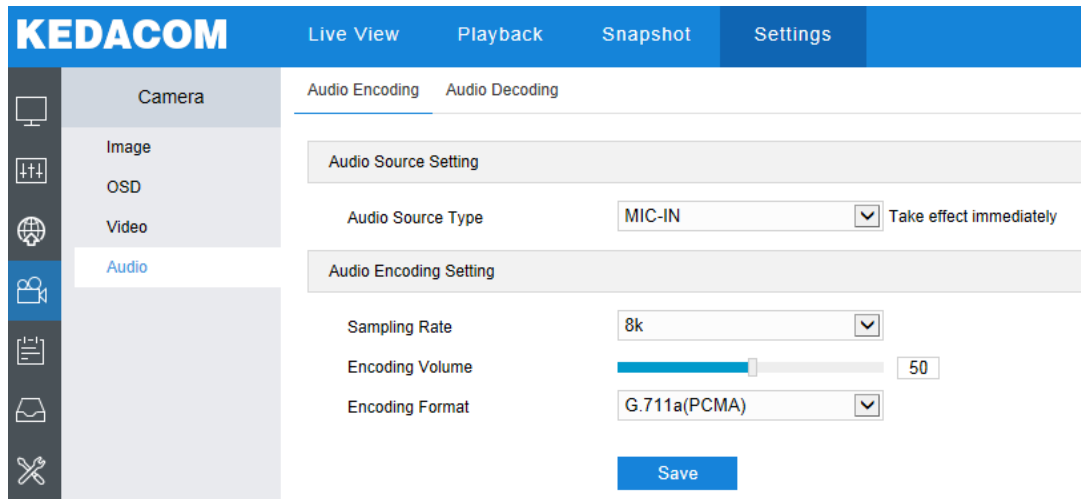 KEDACOM
Live View Playback Snapshot Settings
Camera
Image
OSD
Video
Audio
Audio Encoding Audio Decoding
Audio Source Setting
Audio Source Type MIC-IN Take effect immediately
Audio Encoding Setting
Sampling Rate 8k
Encoding Volume 50
Encoding Format G.711a(PCMA)
Save